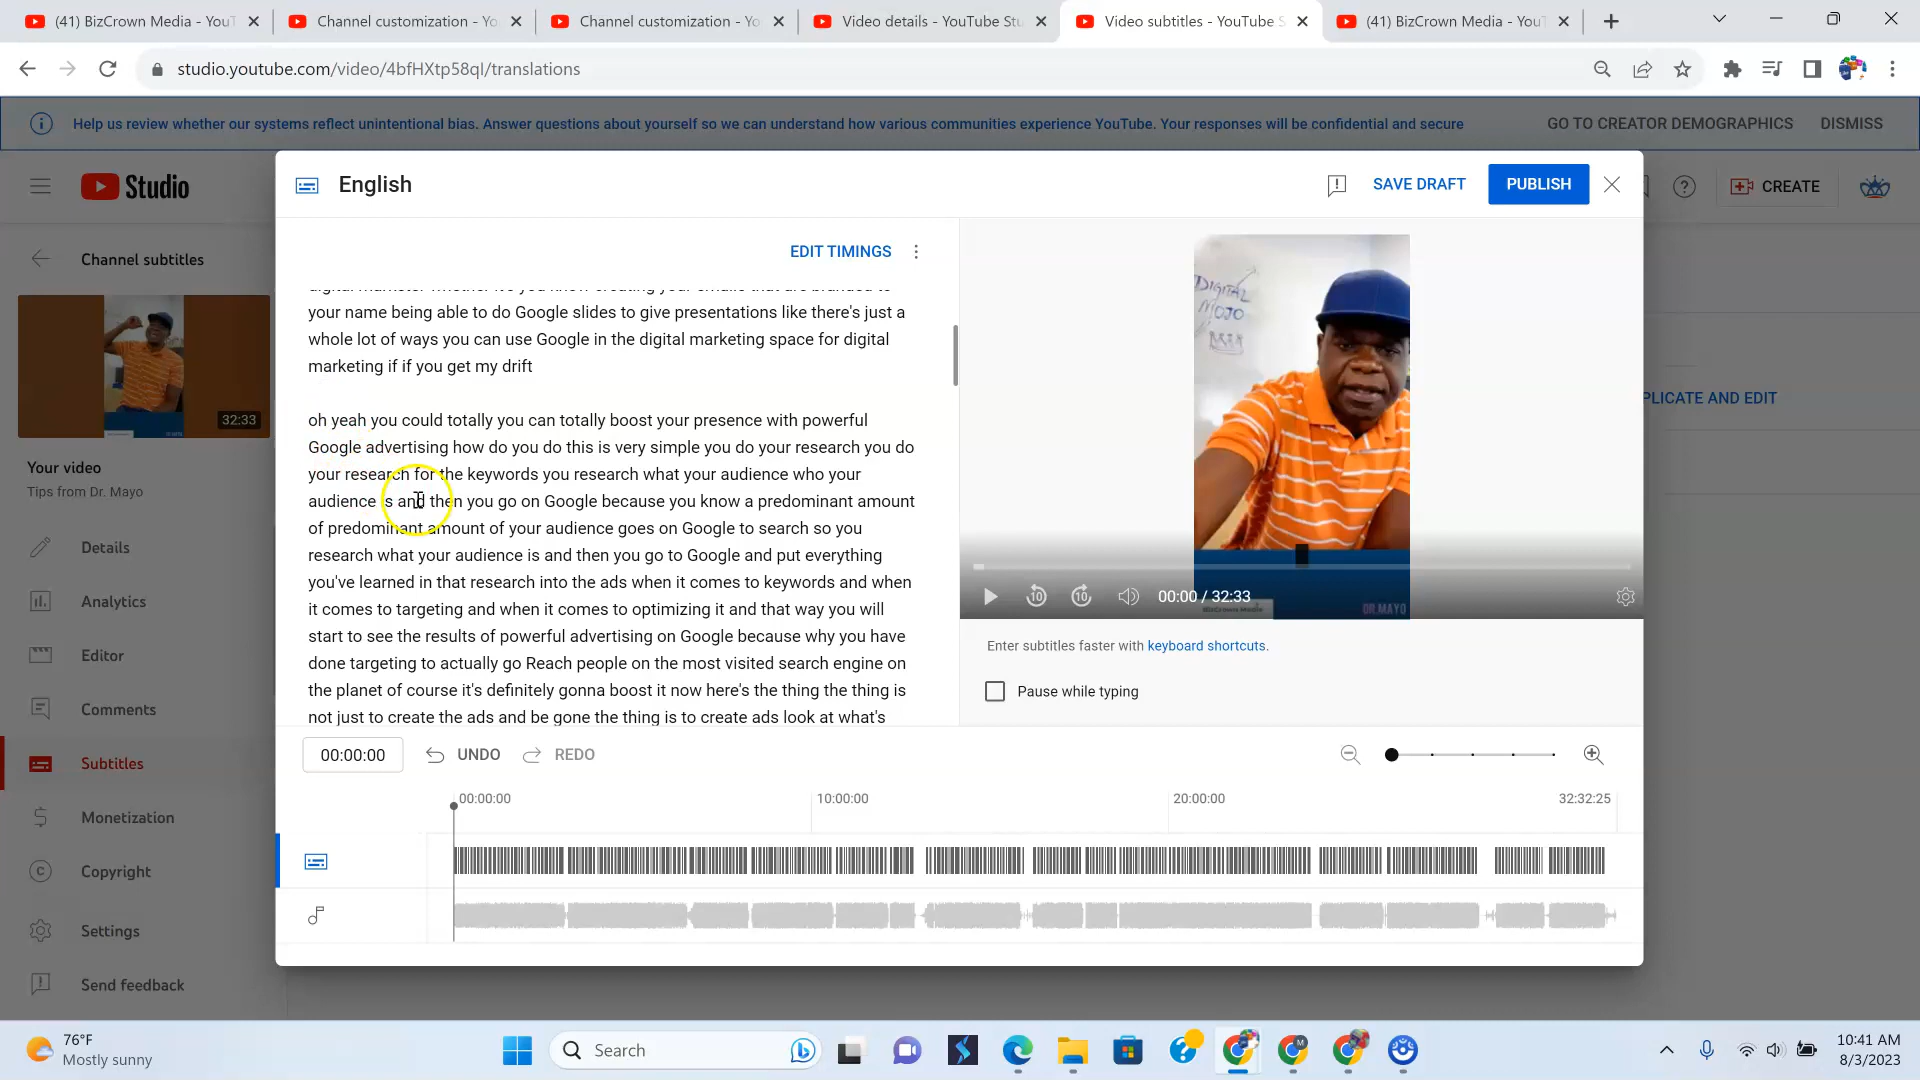 (41) BizCrown Media - YouT
Channel customization - Yo
Channel customization - Yo
Video details - YouTube Stu
Video subtitles - YouTube S
(41) BizCrown Media - YouT
studio.youtube.com/video/4bfHXtp58qI/translations
Help us review whether our systems reflect unintentional bias. Answer questions about yourself so we can understand how various communities experience YouTube. Your responses will be confidential and secure
GO TO CREATOR DEMOGRAPHICS
DISMISS
Studio
English
SAVE DRAFT
PUBLISH
CREATE
Channel subtitles
EDIT TIMINGS
your name being able to do Google slides to give presentations like there's just a
whole lot of ways you can use Google in the digital marketing space for digital
marketing if if you get my drift
oh yeah you could totally you can totally boost your presence with powerful
Google advertising how do you do this is very simple you do your research you do
your research for the keywords you research what your audience who your
audience is and then you go on Google because you know a predominant amount
of predominant amount of your audience goes on Google to search so you
research what your audience is and then you go to Google and put everything
you've learned in that research into the ads when it comes to keywords and when
it comes to targeting and when it comes to optimizing it and that way you will
start to see the results of powerful advertising on Google because why you have
done targeting to actually go Reach people on the most visited search engine on
the planet of course it's definitely gonna boost it now here's the thing the thing is
not just to create the ads and be gone the thing is to create ads look at what's
DIGITAL
MOJO
DR.MAYO
00:00 / 32:33
Enter subtitles faster with keyboard shortcuts.
Pause while typing
PLICATE AND EDIT
32:33
Your video
Tips from Dr. Mayo
Details
Analytics
Editor
Comments
Subtitles
Monetization
Copyright
Settings
Send feedback
00:00:00
UNDO
REDO
00:00:00
10:00:00
20:00:00
32:32:25
76°F
Mostly sunny
Search
10:41 AM
8/3/2023